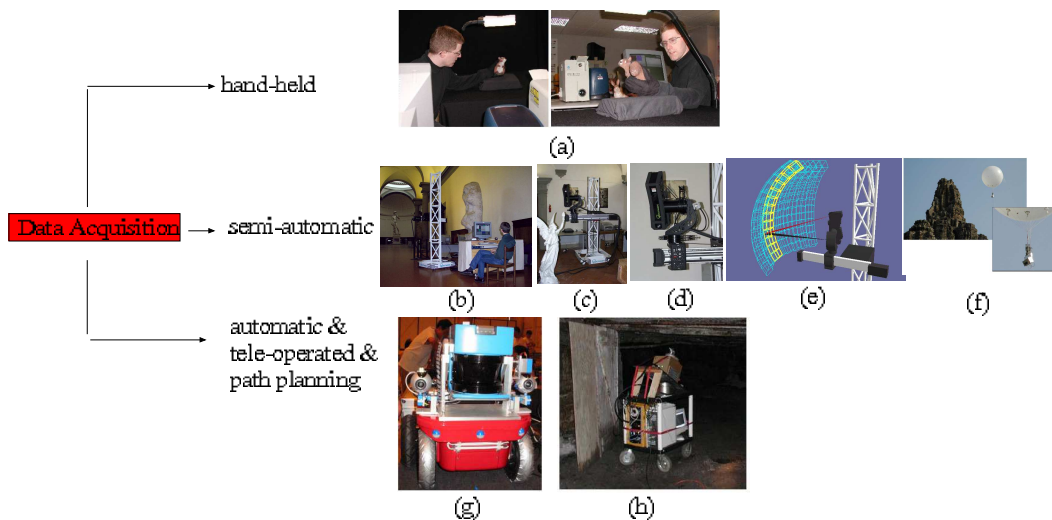 hand-held
(a)
Data Acquisition
semi-automatic
(b)
(c)
(d)
(e)
(f)
automatic &
tele-operated &
path planning
(g)
(h)